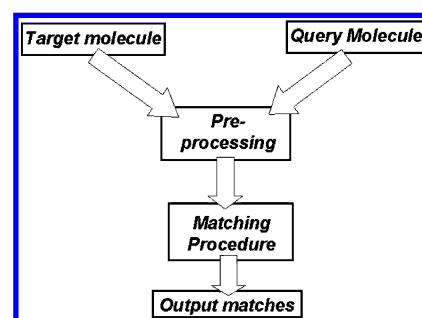 Target molecule
Query Molecule
Pre-
processing
Matching
Procedure
Output matches